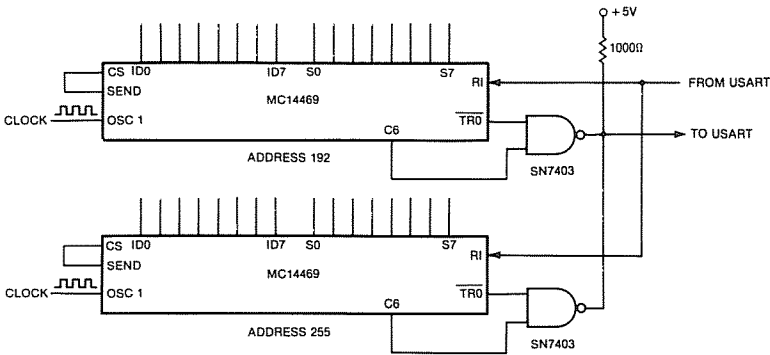 +5V
1000Ω
CS ID0 ID7 S0 S7
RI
FROM USART
SEND
MC14469
CLOCK
OSC 1
TR0
C6
TO USART
ADDRESS 192
SN7403
CS ID0 ID7 S0 S7
RI
SEND
MC14469
CLOCK
OSC 1
TR0
C6
ADDRESS 255
SN7403